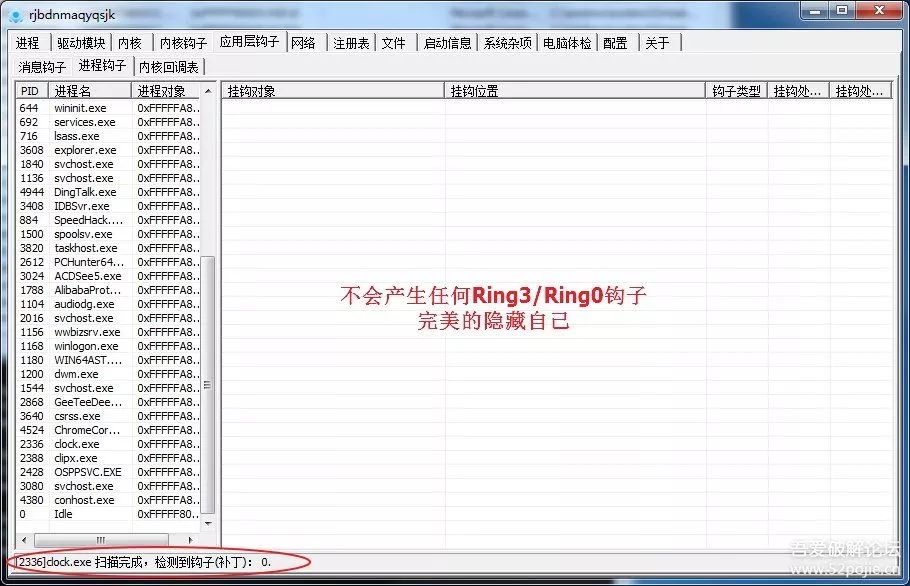 rjbdnmaqyqsjk
进程 驱动模块 内核 内核钩子 应用层钩子 网络 注册表 文件 启动信息 系统杂项 电脑体检 配置 关于
消息钩子 进程钩子 内核回调表
PID 进程名 进程对象 挂钩对象 挂钩位置 钩子类型 挂钩处... 挂钩处...
644 wininit.exe 0xFFFFFA8..
692 services.exe 0xFFFFFA8..
716 lsass.exe 0xFFFFFA8..
3608 explorer.exe 0xFFFFFA8..
1840 svchost.exe 0xFFFFFA8..
1136 svchost.exe 0xFFFFFA8..
4944 DingTalk.exe 0xFFFFFA8..
3408 IDBSvr.exe 0xFFFFFA8..
884 SpeedHack.... 0xFFFFFA8..
1500 spoolsv.exe 0xFFFFFA8..
3820 taskhost.exe 0xFFFFFA8..
2612 PCHunter64... 0xFFFFFA8..
3024 ACDSee5.exe 0xFFFFFA8..
1788 AlibabaProt... 0xFFFFFA8..
1104 audiodg.exe 0xFFFFFA8..
2016 svchost.exe 0xFFFFFA8..
1156 wwbizsrv.exe 0xFFFFFA8..
1168 winlogon.exe 0xFFFFFA8..
1180 WIN64AST.... 0xFFFFFA8..
1200 dwm.exe 0xFFFFFA8..
1544 svchost.exe 0xFFFFFA8..
2868 GeeTeeDee... 0xFFFFFA8..
3640 csrss.exe 0xFFFFFA8..
4524 ChromeCor... 0xFFFFFA8..
2336 clock.exe 0xFFFFFA8..
2388 clipx.exe 0xFFFFFA8..
2428 OSPPSVC.EXE 0xFFFFFA8..
3080 svchost.exe 0xFFFFFA8..
4380 conhost.exe 0xFFFFFA8..
0 Idle 0xFFFFF80..
不会产生任何Ring3/Ring0钩子
完美的隐藏自己
[2336]clock.exe 扫描完成，检测到钩子(补丁)： 0.
吾爱破解论坛
www.52pojie.cn